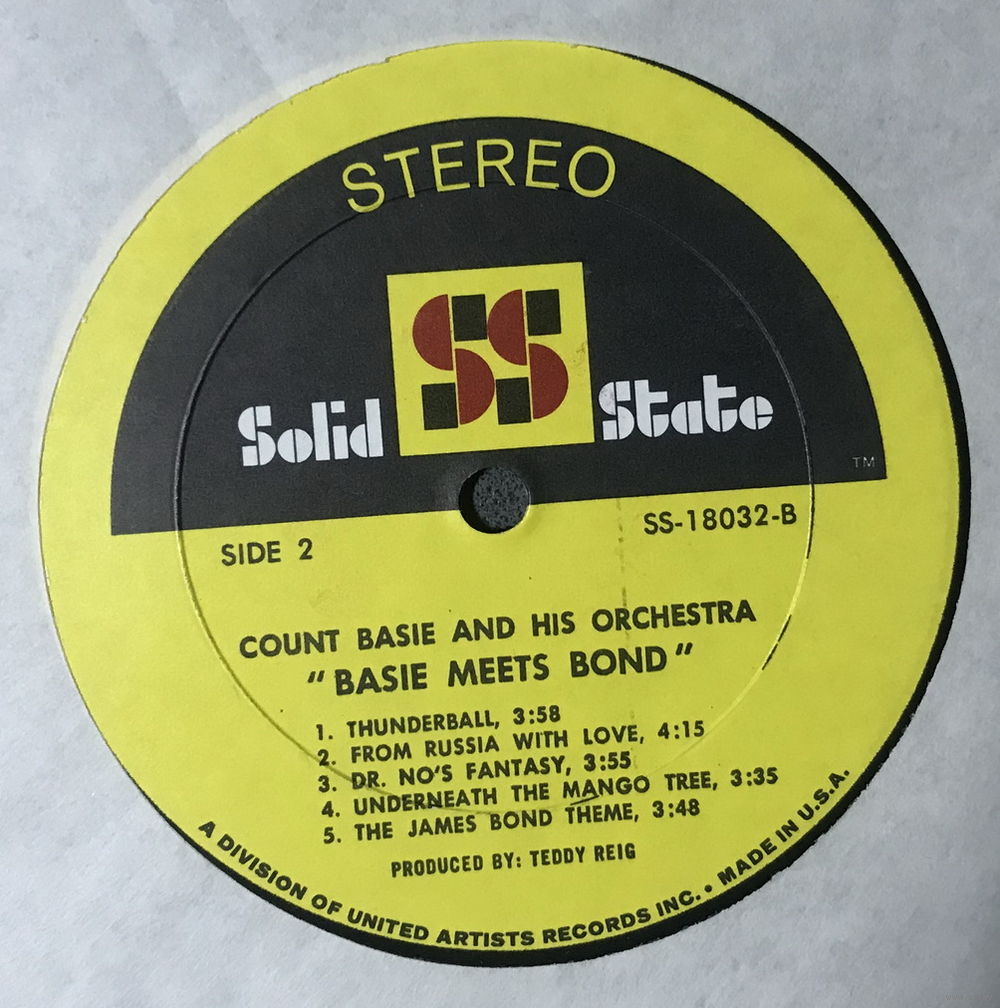 STEREO
SS
Solid State
TM
SIDE 2
SS-18032-B
COUNT BASIE AND HIS ORCHESTRA
"BASIE MEETS BOND"
1. THUNDERBALL, 3:58
2. FROM RUSSIA WITH LOVE, 4:15
3. DR. NO'S FANTASY, 3:55
4. UNDERNEATH THE MANGO TREE, 3:35
5. THE JAMES BOND THEME, 3:48
PRODUCED BY: TEDDY REIG
A DIVISION OF UNITED ARTISTS RECORDS INC. • MADE IN U.S.A.